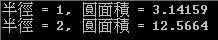 半徑 = 1, 圓面積 = 3.14159
半徑 = 2, 圓面積 = 12.5664